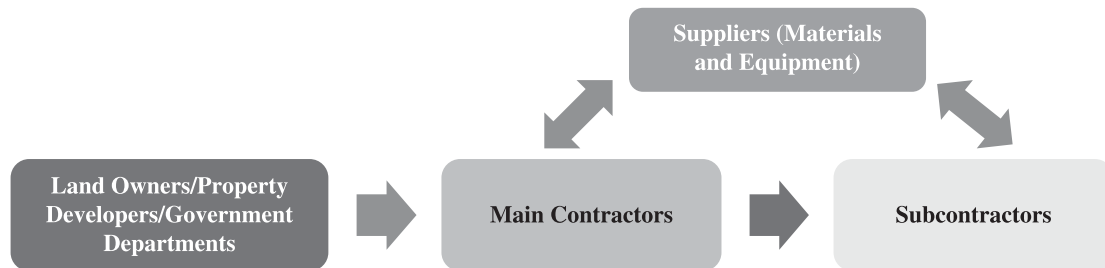 Suppliers (Materials
and Equipment)
Land Owners/Property
Developers/Government
Departments
Main Contractors
Subcontractors